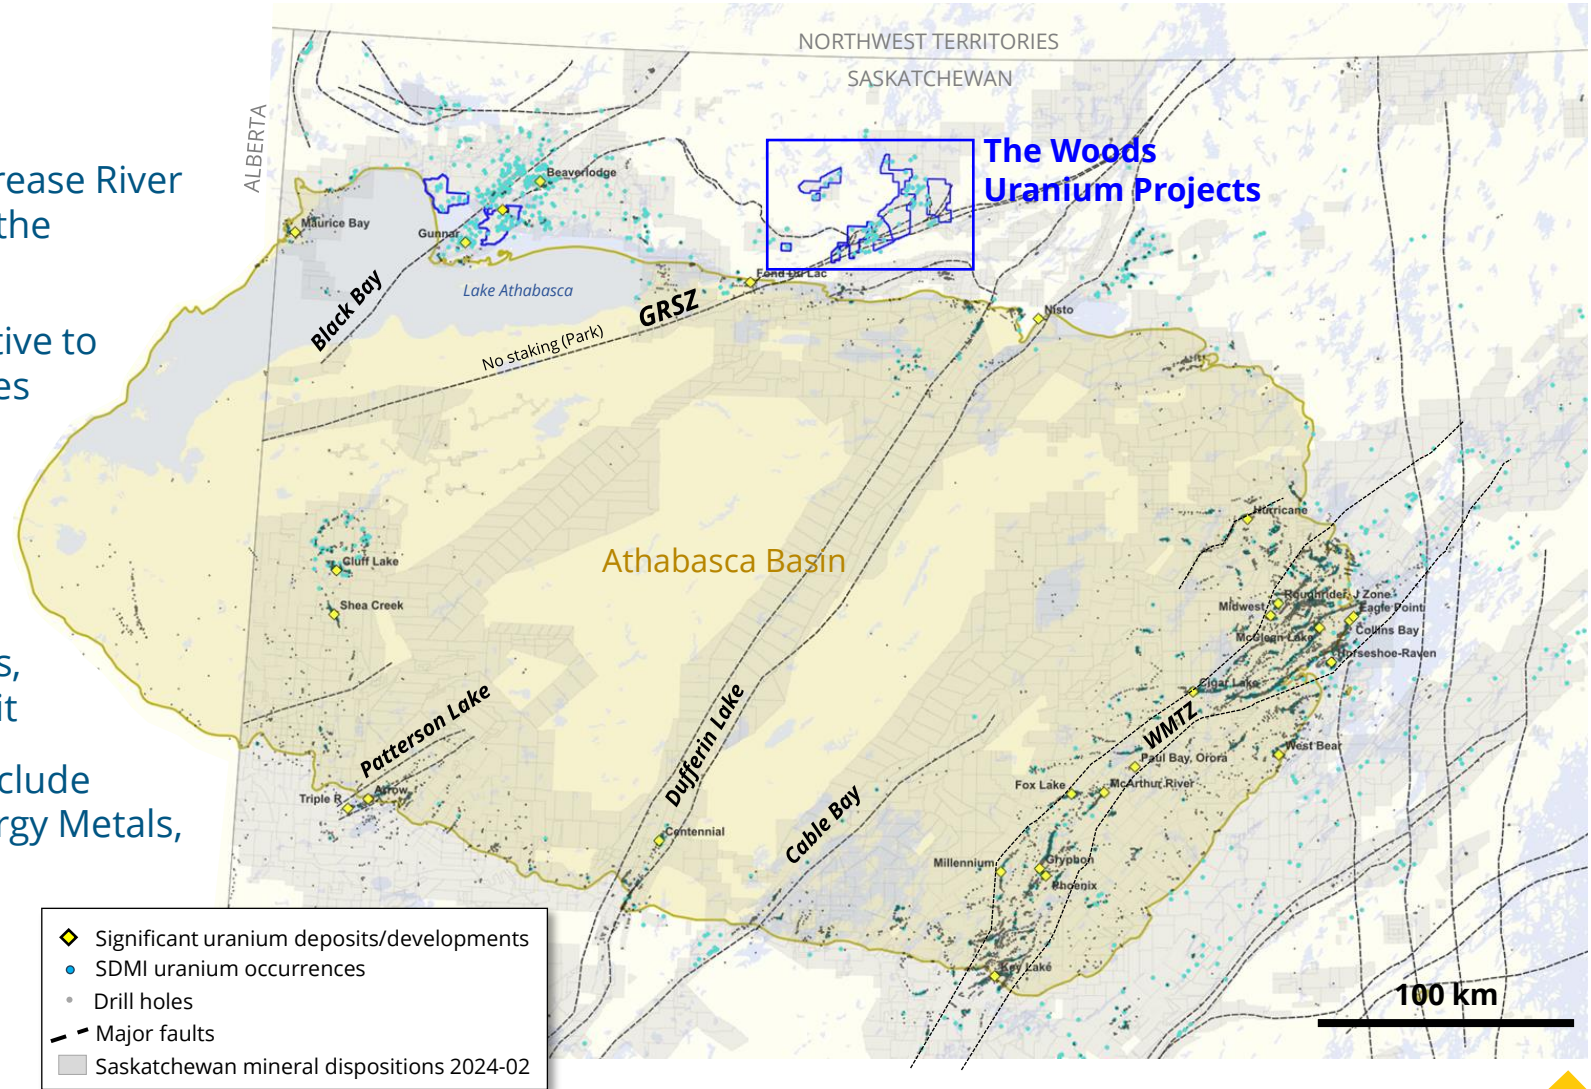 NORTHWEST TERRITORIES
SASKATCHEWAN
ALBERTA
The Woods
Uranium Projects
rease River
the
tive to
es
s,
it
clude
rgy Metals,
Beaverlodge
Maurice Bay
Gunnar
Lake Athabasca
Fond Du Lac
Black Bay
GRSZ
No staking (Park)
Nisto
Athabasca Basin
Hurricane
Cluff Lake
Shea Creek
Midwest
Roughrider, J Zone
Eagle Point
McClean Lake
Collins Bay
Horseshoe-Raven
Cigar Lake
WMTZ
West Bear
Paul Bay, Orora
Fox Lake
McArthur River
Patterson Lake
Dufferin Lake
Cable Bay
Triple R
Arrow
Centennial
Millennium
Gryphon
Phoenix
Key Lake
100 km
Significant uranium deposits/developments
SDMI uranium occurrences
Drill holes
Major faults
Saskatchewan mineral dispositions 2024-02